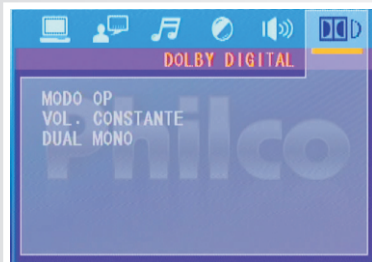 DOLBY DIGITAL
MODO OP
VOL. CONSTANTE
DUAL MONO
Philco